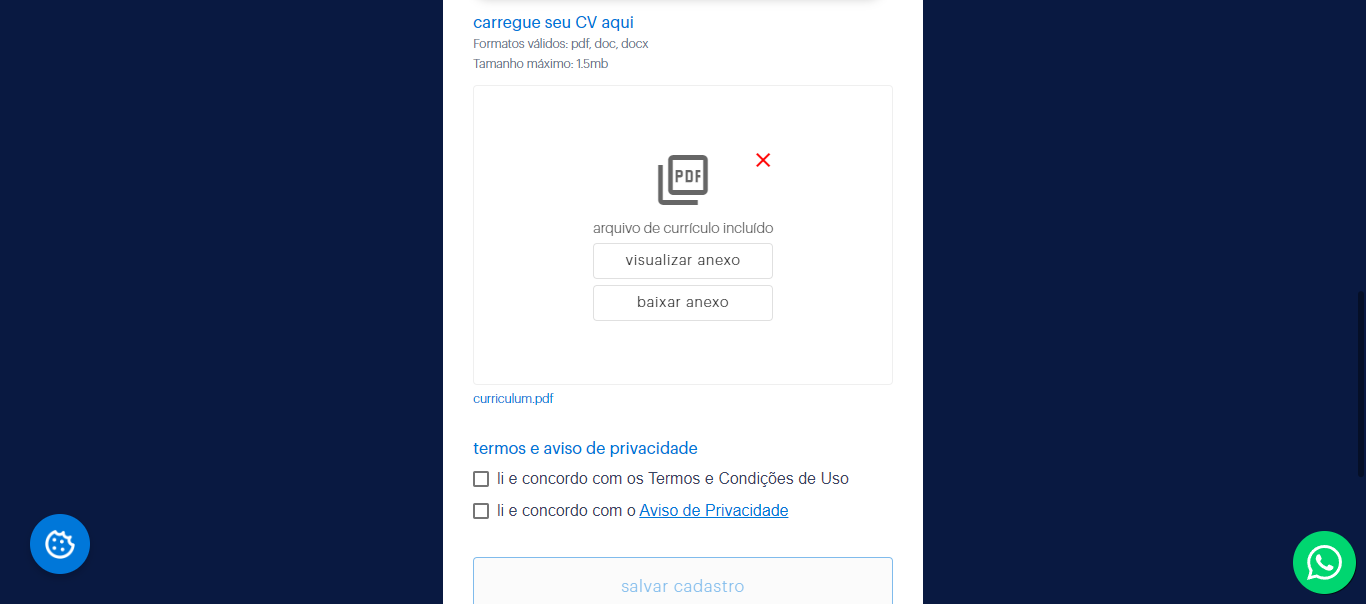 carregue seu CV aqui
Formatos válidos: pdf, doc, docx
Tamanho máximo: 1.5mb
PDF
arquivo de currículo incluído
visualizar anexo
baixar anexo
curriculum.pdf
termos e aviso de privacidade
li e concordo com os Termos e Condições de Uso
li e concordo com o Aviso de Privacidade
salvar cadastro